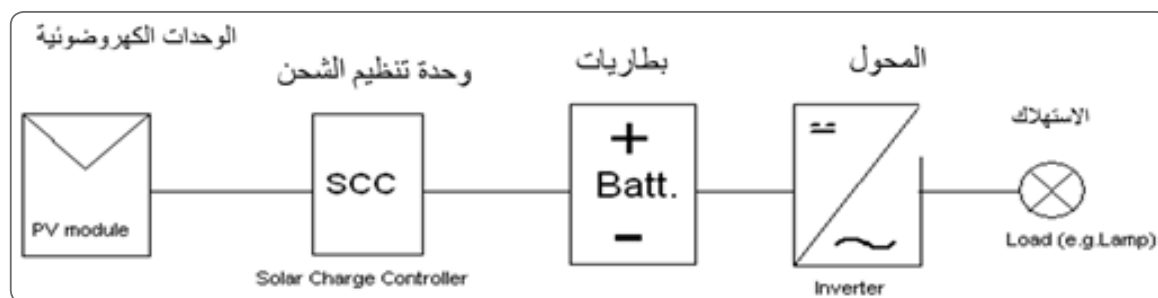 الوحدات الكهروضوئية
وحدة تنظيم الشحن
بطاريات
المحول
الاستهلاك
PV module
SCC
Solar Charge Controller
+
Batt.
-
Inverter
Load (e.g.Lamp)